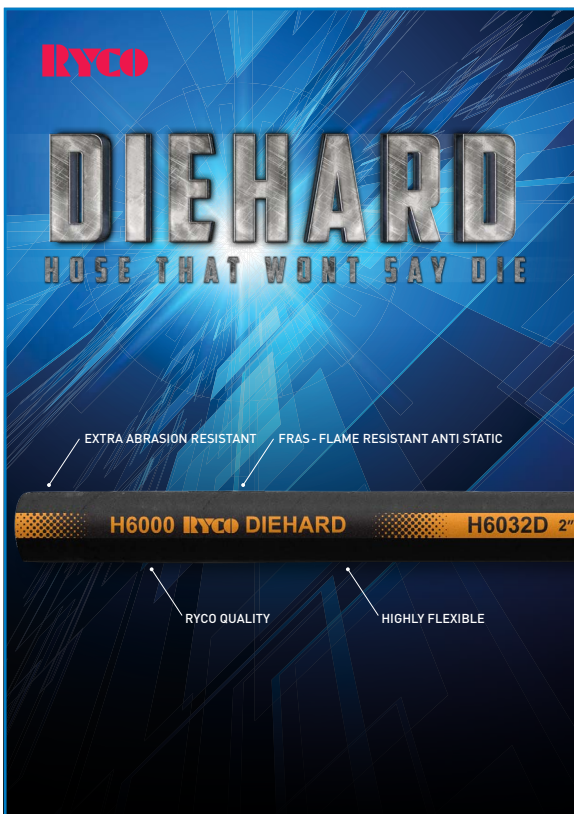 RYCO
DIEHARD
HOSE THAT WONT SAY DIE
EXTRA ABRASION RESISTANT
FRAS - FLAME RESISTANT ANTI STATIC
H6000 RYCO DIEHARD H6032D 2"
RYCO QUALITY
HIGHLY FLEXIBLE